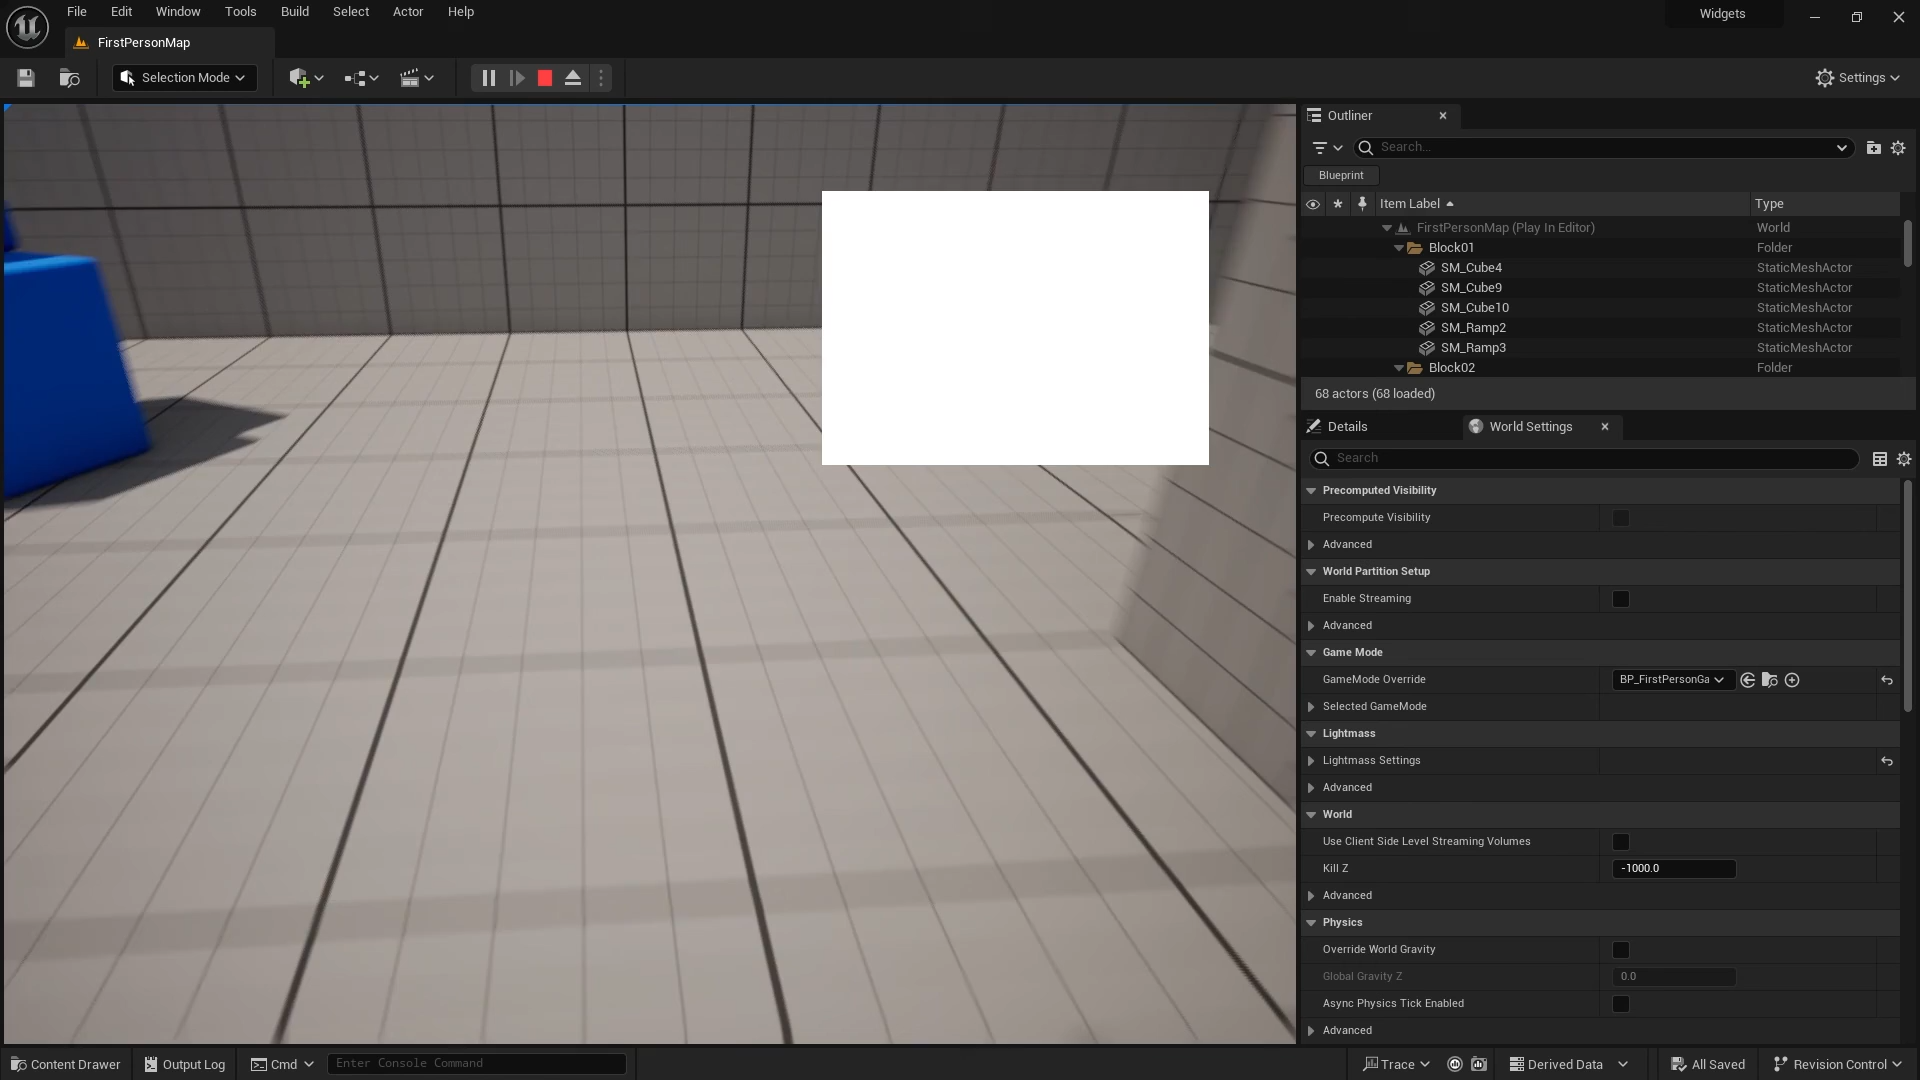 File Edit Window Tools Build Select Actor Help
Widgets
FirstPersonMap
Selection Mode
Settings
Outliner
Search...
Blueprint
Item Label Type
FirstPersonMap (Play In Editor) World
Block01 Folder
SM_Cube4 StaticMeshActor
SM_Cube9 StaticMeshActor
SM_Cube10 StaticMeshActor
SM_Ramp2 StaticMeshActor
SM_Ramp3 StaticMeshActor
Block02 Folder
68 actors (68 loaded)
Details World Settings
Search
Precomputed Visibility
Precompute Visibility
Advanced
World Partition Setup
Enable Streaming
Advanced
Game Mode
GameMode Override BP_FirstPersonGa
Selected GameMode
Lightmass
Lightmass Settings
Advanced
World
Use Client Side Level Streaming Volumes
Kill Z -1000.0
Advanced
Physics
Override World Gravity
Global Gravity Z 0.0
Async Physics Tick Enabled
Advanced
Content Drawer Output Log Cmd Enter Console Command Trace Derived Data All Saved Revision Control